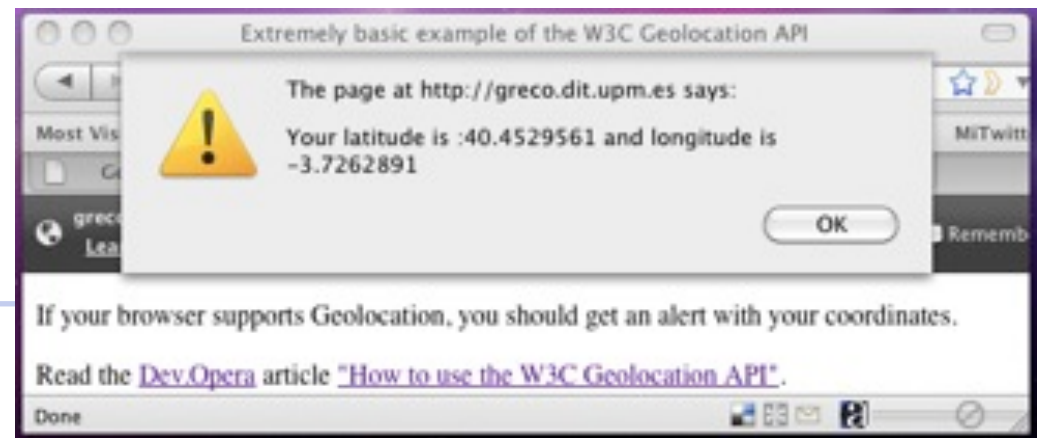 Extremely basic example of the W3C Geolocation API
The page at http://greco.dit.upm.es says:
Your latitude is :40.4529561 and longitude is
-3.7262891
Most Vis
MiTwitt
OK
grec
Lea
Rememb
If your browser supports Geolocation, you should get an alert with your coordinates.
Read the Dev.Opera article "How to use the W3C Geolocation API".
Done